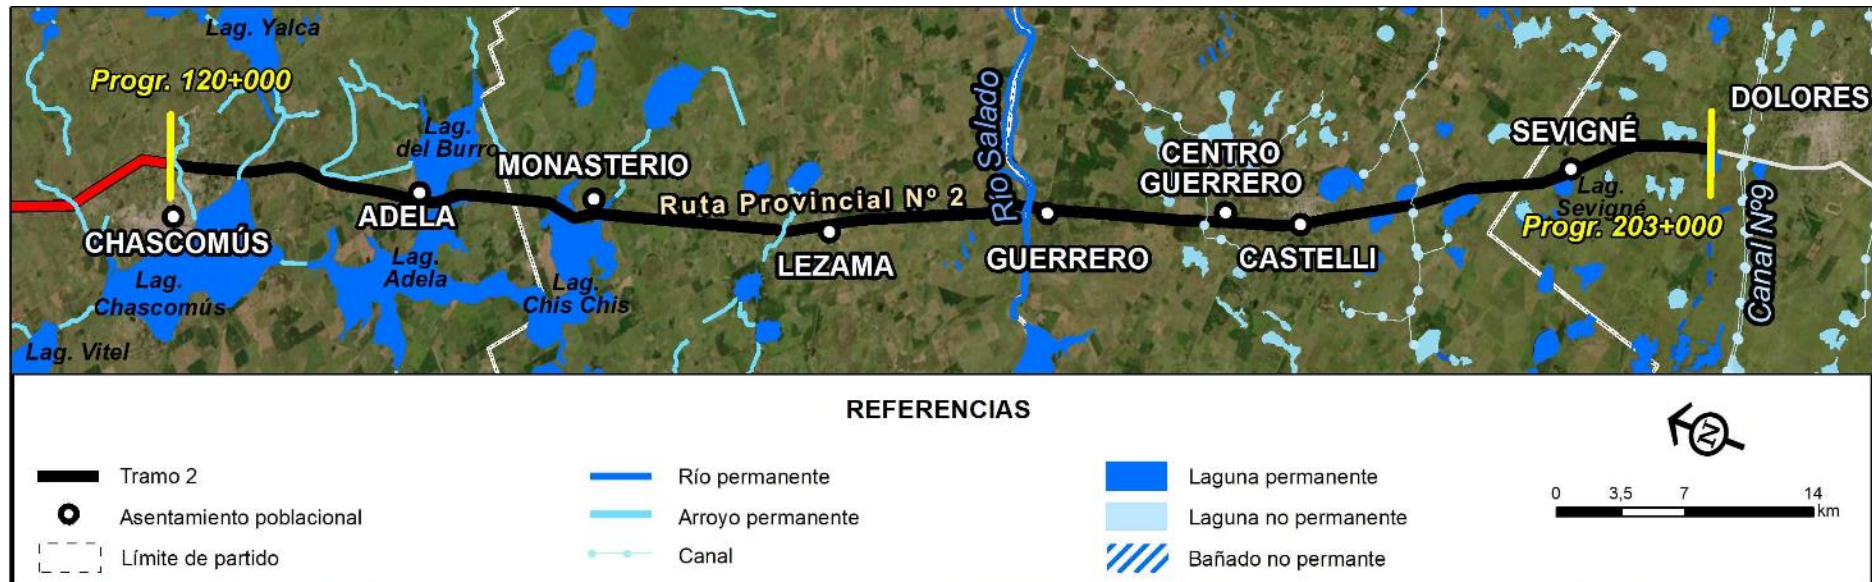 Lag. Yalca
Progr. 120+000
Lag.
del Burro
MONASTERIO
Río Salado
CENTRO
GUERRERO
SEVIGNÉ
DOLORES
Ruta Provincial Nº 2
ADELA
CHASCOMÚS
Lag.
Chascomús
Lag.
Adela
Lag.
Chis Chis
LEZAMA
GUERRERO
CASTELLI
Lag.
Sevigné
Progr. 203+000
Canal Nº9
Lag. Vitel
REFERENCIAS
Tramo 2
Asentamiento poblacional
Límite de partido
Río permanente
Arroyo permanente
Canal
Laguna permanente
Laguna no permanente
Bañado no permante
N
0 3,5 7 14
km